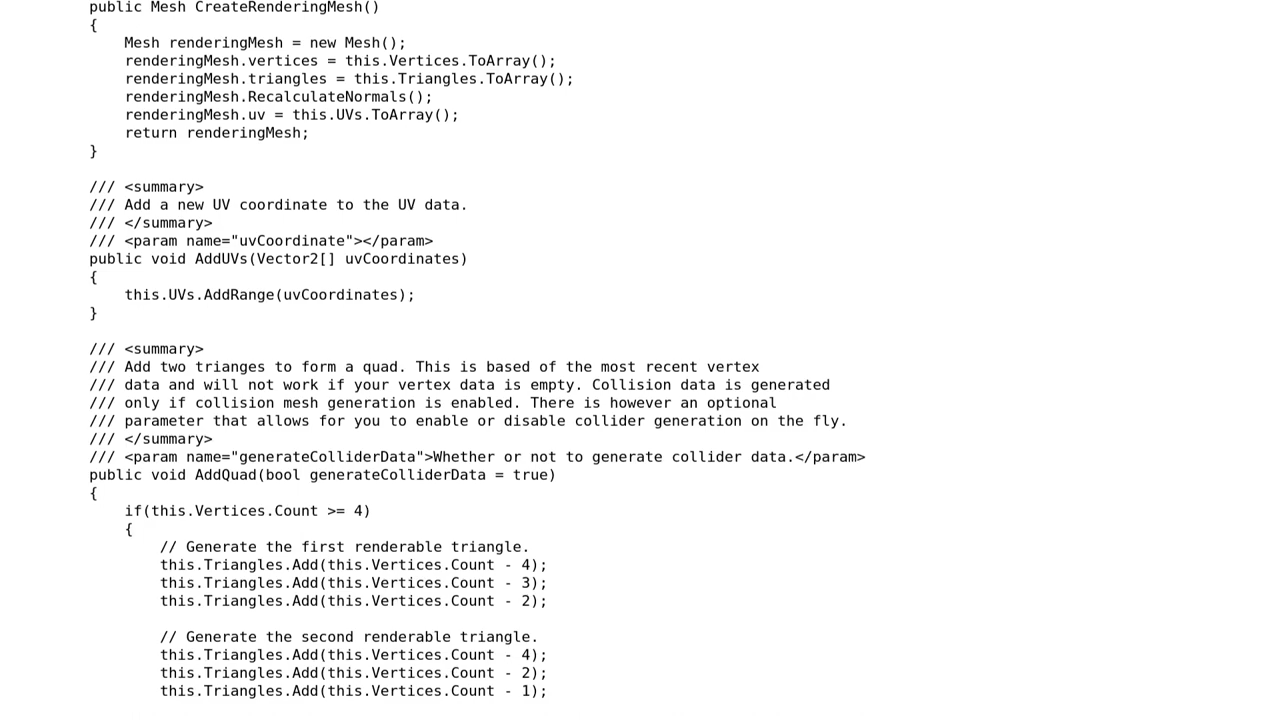 public Mesh CreateRenderingMesh()
{
    Mesh renderingMesh = new Mesh();
    renderingMesh.vertices = this.Vertices.ToArray();
    renderingMesh.triangles = this.Triangles.ToArray();
    renderingMesh.RecalculateNormals();
    renderingMesh.uv = this.UVs.ToArray();
    return renderingMesh;
}

/// <summary>
/// Add a new UV coordinate to the UV data.
/// </summary>
/// <param name="uvCoordinate"></param>
public void AddUVs(Vector2[] uvCoordinates)
{
    this.UVs.AddRange(uvCoordinates);
}

/// <summary>
/// Add two trianges to form a quad. This is based of the most recent vertex
/// data and will not work if your vertex data is empty. Collision data is generated
/// only if collision mesh generation is enabled. There is however an optional
/// parameter that allows for you to enable or disable collider generation on the fly.
/// </summary>
/// <param name="generateColliderData">Whether or not to generate collider data.</param>
public void AddQuad(bool generateColliderData = true)
{
    if(this.Vertices.Count >= 4)
    {
        // Generate the first renderable triangle.
        this.Triangles.Add(this.Vertices.Count - 4);
        this.Triangles.Add(this.Vertices.Count - 3);
        this.Triangles.Add(this.Vertices.Count - 2);

        // Generate the second renderable triangle.
        this.Triangles.Add(this.Vertices.Count - 4);
        this.Triangles.Add(this.Vertices.Count - 2);
        this.Triangles.Add(this.Vertices.Count - 1);